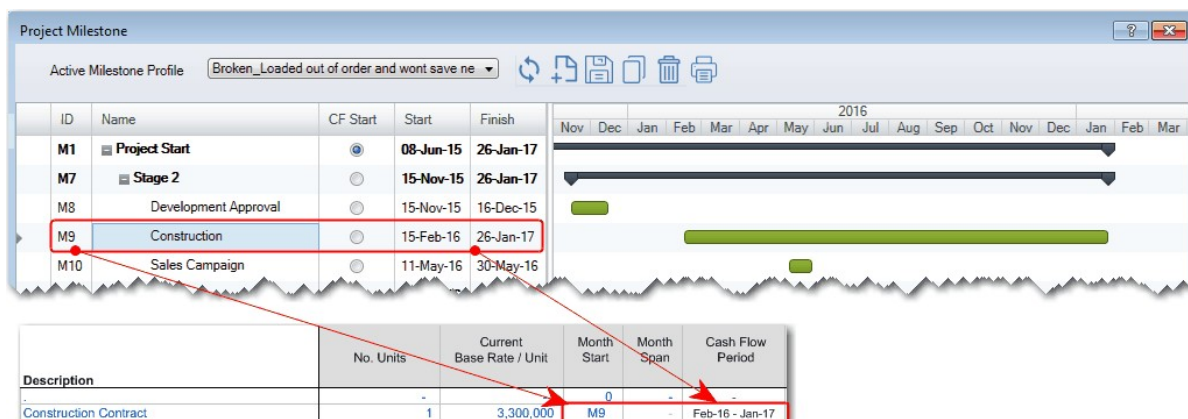 Project Milestone
Active Milestone Profile Broken_Loaded out of order and wont save ne
ID Name CF Start Start Finish 2016
Nov Dec Jan Feb Mar Apr May Jun Jul Aug Sep Oct Nov Dec Jan Feb Mar
M1 Project Start 08-Jun-15 26-Jan-17
M7 Stage 2 15-Nov-15 26-Jan-17
M8 Development Approval 15-Nov-15 16-Dec-15
M9 Construction 15-Feb-16 26-Jan-17
M10 Sales Campaign 11-May-16 30-May-16
Description No. Units Current Base Rate / Unit Month Start Month Span Cash Flow Period
. - - 0 - -
Construction Contract 1 3,300,000 M9 - Feb-16 - Jan-17